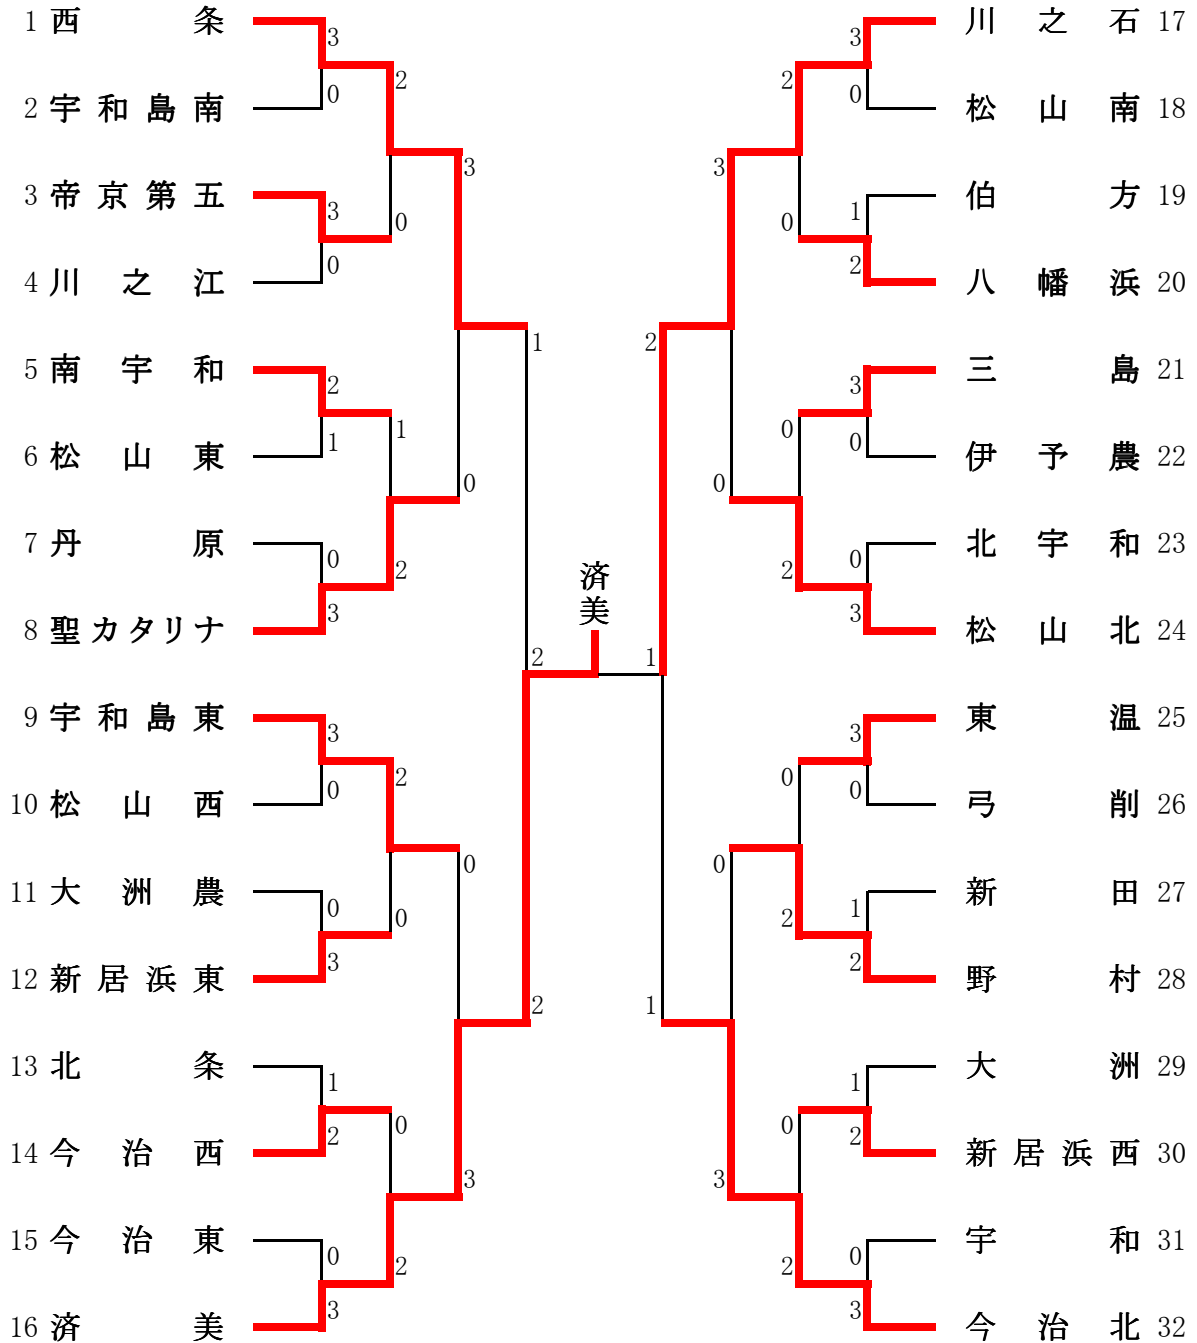 1 西条
2 宇和島南
3 帝京第五
4 川之江
5 南宇和
6 松山東
7 丹原
8 聖カタリナ
9 宇和島東
10 松山西
11 大洲農
12 新居浜東
13 北条
14 今治西
15 今治東
16 済美
3
0
3
0
2
1
0
3
3
0
0
3
1
2
0
3
2
0
1
2
2
0
0
2
3
0
0
3
1
2
2
済美
1
2
1
3
0
0
3
2
0
0
2
0
2
0
2
3
0
1
2
3
0
0
3
3
0
1
2
1
2
0
3
川之石 17
松山南 18
伯方 19
八幡浜 20
三島 21
伊予農 22
北宇和 23
松山北 24
東温 25
弓削 26
新田 27
野村 28
大洲 29
新居浜西 30
宇和 31
今治北 32